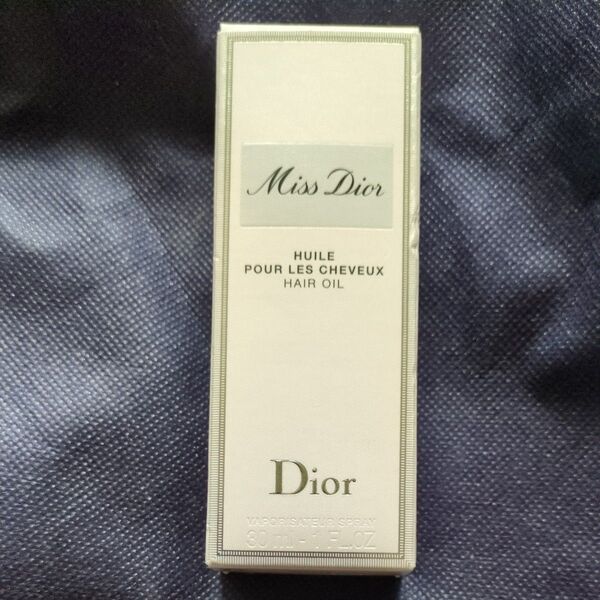 Miss Dior
HUILE
POUR LES CHEVEUX
HAIR OIL
Dior
VAPORISATEUR SPRAY
30 ml - 1 FL.OZ